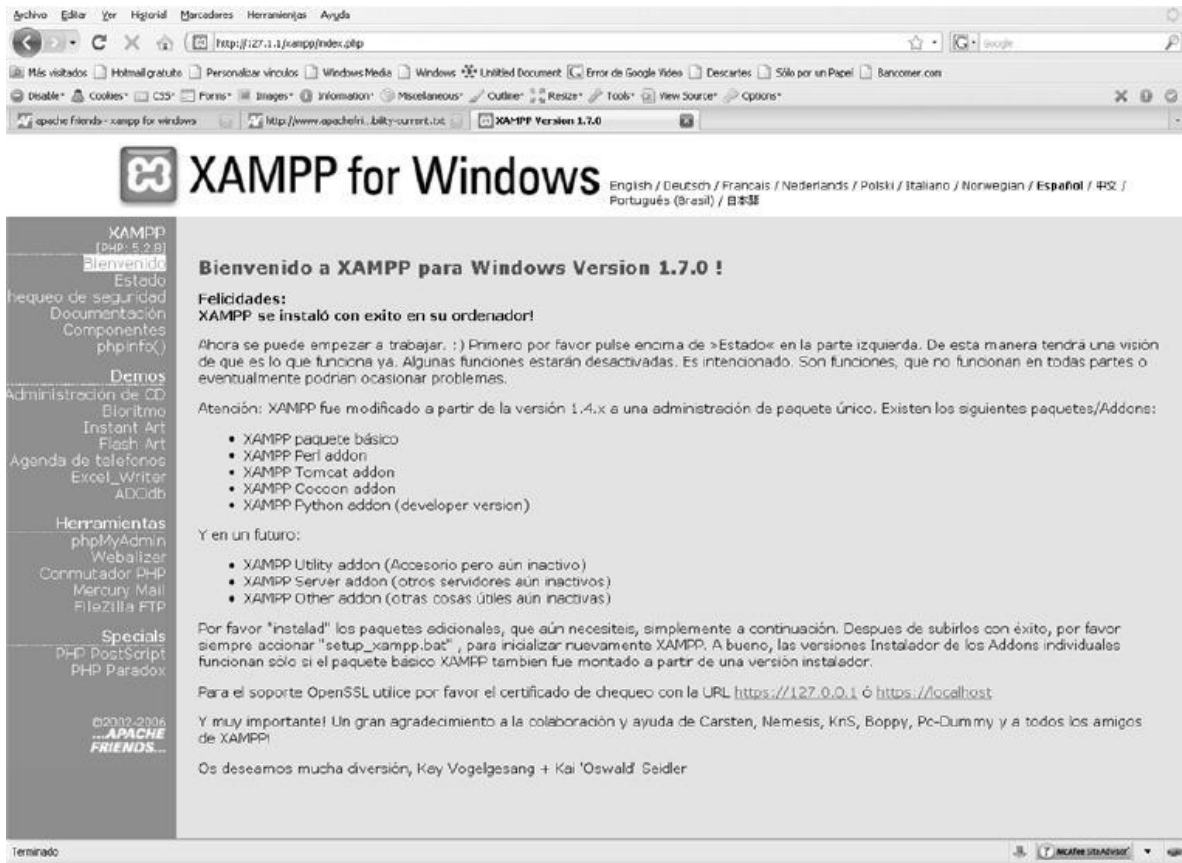 Archivo Editar Ver Historial Marcadores Herramientas Ayuda
http://127.1.1/xampp/index.php
Google
Más visitados Hotmail gratuito Personalizar vínculos Windows Media Windows Untitled Document Error de Google Video Descartes Sólo por un Papel Bancomer.com
Disable Cookies CSS Forms Images Information Miscellaneous Outline Resize Tools View Source Options
apache friends - xampp for windows http://www.apachefri...bility-current.txt XAMPP Version 1.7.0
XAMPP for Windows
English / Deutsch / Francais / Nederlands / Polski / Italiano / Norwegian / Español / 中文 /
Português (Brasil) / 日本語
XAMPP
[PHP: 5.2.8]
Bienvenido
Estado
hequeo de seguridad
Documentación
Componentes
phpinfo()
Demos
Administración de CD
Bioritmo
Instant Art
Flash Art
Agenda de telefonos
Excel_Writer
ADOdb
Herramientas
phpMyAdmin
Webalizer
Conmutador PHP
Mercury Mail
FileZilla FTP
Specials
PHP PostScript
PHP Paradox
©2002-2006
...APACHE
FRIENDS...
Bienvenido a XAMPP para Windows Version 1.7.0 !
Felicidades:
XAMPP se instaló con exito en su ordenador!
Ahora se puede empezar a trabajar. :) Primero por favor pulse encima de »Estado« en la parte izquierda. De esta manera tendrá una visión
de que es lo que funciona ya. Algunas funciones estarán desactivadas. Es intencionado. Son funciones, que no funcionan en todas partes o
eventualmente podrian ocasionar problemas.
Atención: XAMPP fue modificado a partir de la versión 1.4.x a una administración de paquete único. Existen los siguientes paquetes/Addons:
• XAMPP paquete básico
• XAMPP Perl addon
• XAMPP Tomcat addon
• XAMPP Cocoon addon
• XAMPP Python addon (developer version)
Y en un futuro:
• XAMPP Utility addon (Accesorio pero aún inactivo)
• XAMPP Server addon (otros servidores aún inactivos)
• XAMPP Other addon (otras cosas útiles aún inactivas)
Por favor "instalad" los paquetes adicionales, que aún necesiteis, simplemente a continuación. Despues de subirlos con éxito, por favor
siempre accionar "setup_xampp.bat" , para inicializar nuevamente XAMPP. A bueno, las versiones Instalador de los Addons individuales
funcionan sólo si el paquete básico XAMPP tambien fue montado a partir de una versión instalador.
Para el soporte OpenSSL utilice por favor el certificado de chequeo con la URL https://127.0.0.1 ó https://localhost
Y muy importante! Un gran agradecimiento a la colaboración y ayuda de Carsten, Nemesis, KnS, Boppy, Pc-Dummy y a todos los amigos
de XAMPP!
Os deseamos mucha diversión, Kay Vogelgesang + Kai 'Oswald' Seidler
Terminado
McAfee SiteAdvisor